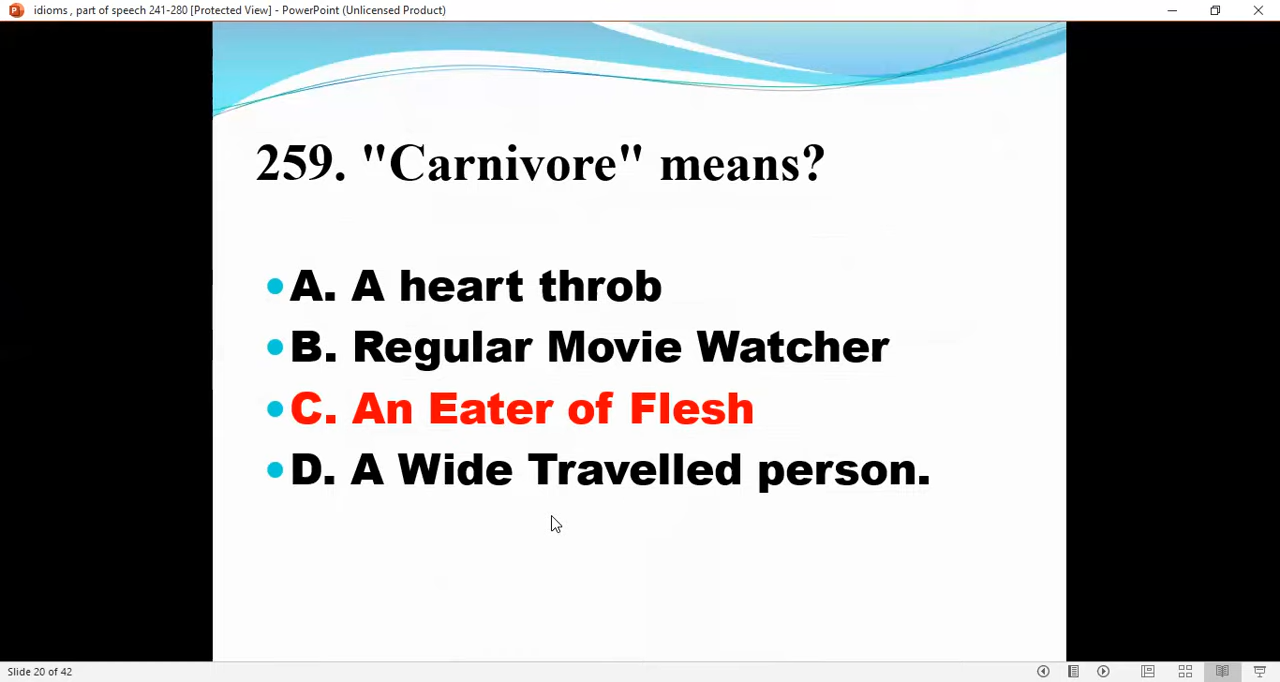 idioms , part of speech 241-280 [Protected View] - PowerPoint (Unlicensed Product)
259. "Carnivore" means?
•A. A heart throb
•B. Regular Movie Watcher
•C. An Eater of Flesh
•D. A Wide Travelled person.
Slide 20 of 42